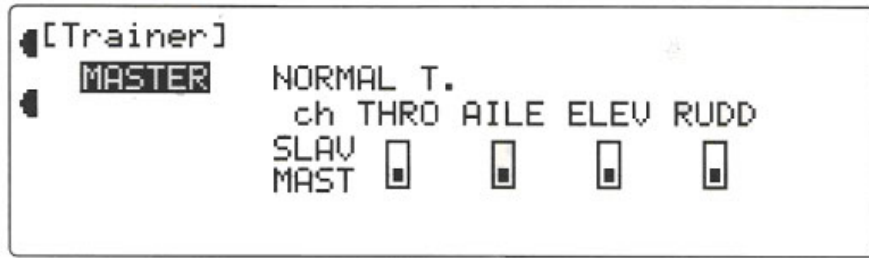 [Trainer]
MASTER NORMAL T.
ch THRO AILE ELEV RUDD
SLAV
MAST